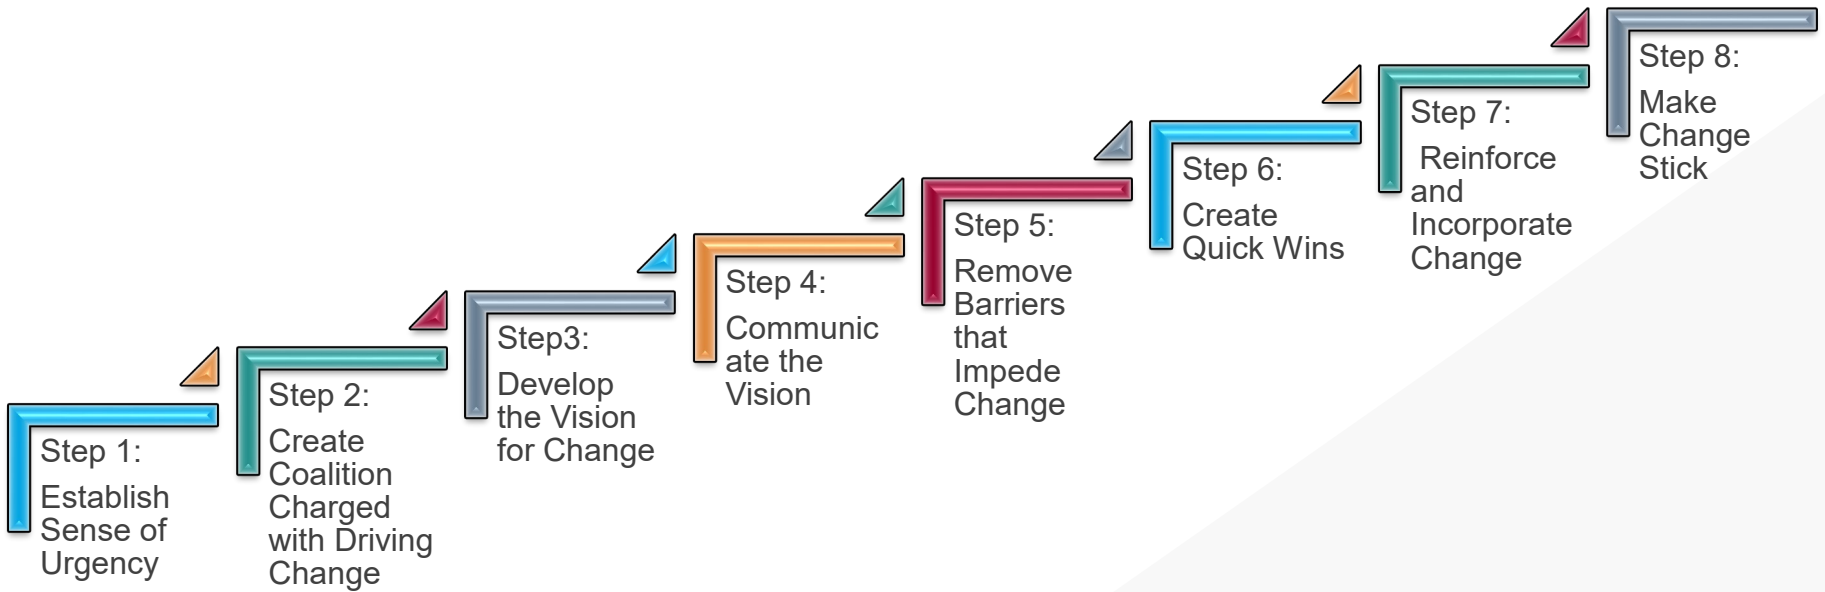 Step 1:
Establish
Sense of
Urgency
Step 2:
Create
Coalition
Charged
with Driving
Change
Step3:
Develop
the Vision
for Change
Step 4:
Communic
ate the
Vision
Step 5:
Remove
Barriers
that
Impede
Change
Step 6:
Create
Quick Wins
Step 7:
Reinforce
and
Incorporate
Change
Step 8:
Make
Change
Stick